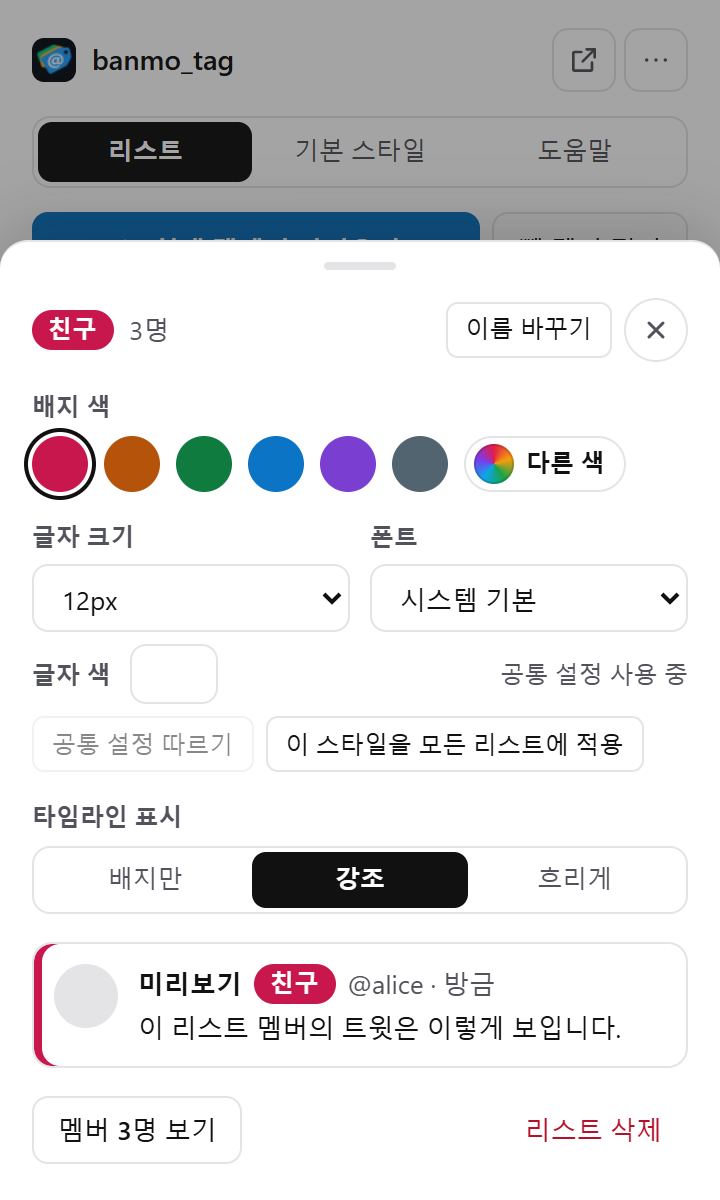 banmo_tag
리스트 기본 스타일 도움말
친구 3명 이름 바꾸기
배지 색
다른 색
글자 크기 폰트
12px 시스템 기본
글자 색 공통 설정 사용 중
공통 설정 따르기 이 스타일을 모든 리스트에 적용
타임라인 표시
배지만 강조 흐리게
미리보기 친구 @alice · 방금
이 리스트 멤버의 트윗은 이렇게 보입니다.
멤버 3명 보기 리스트 삭제